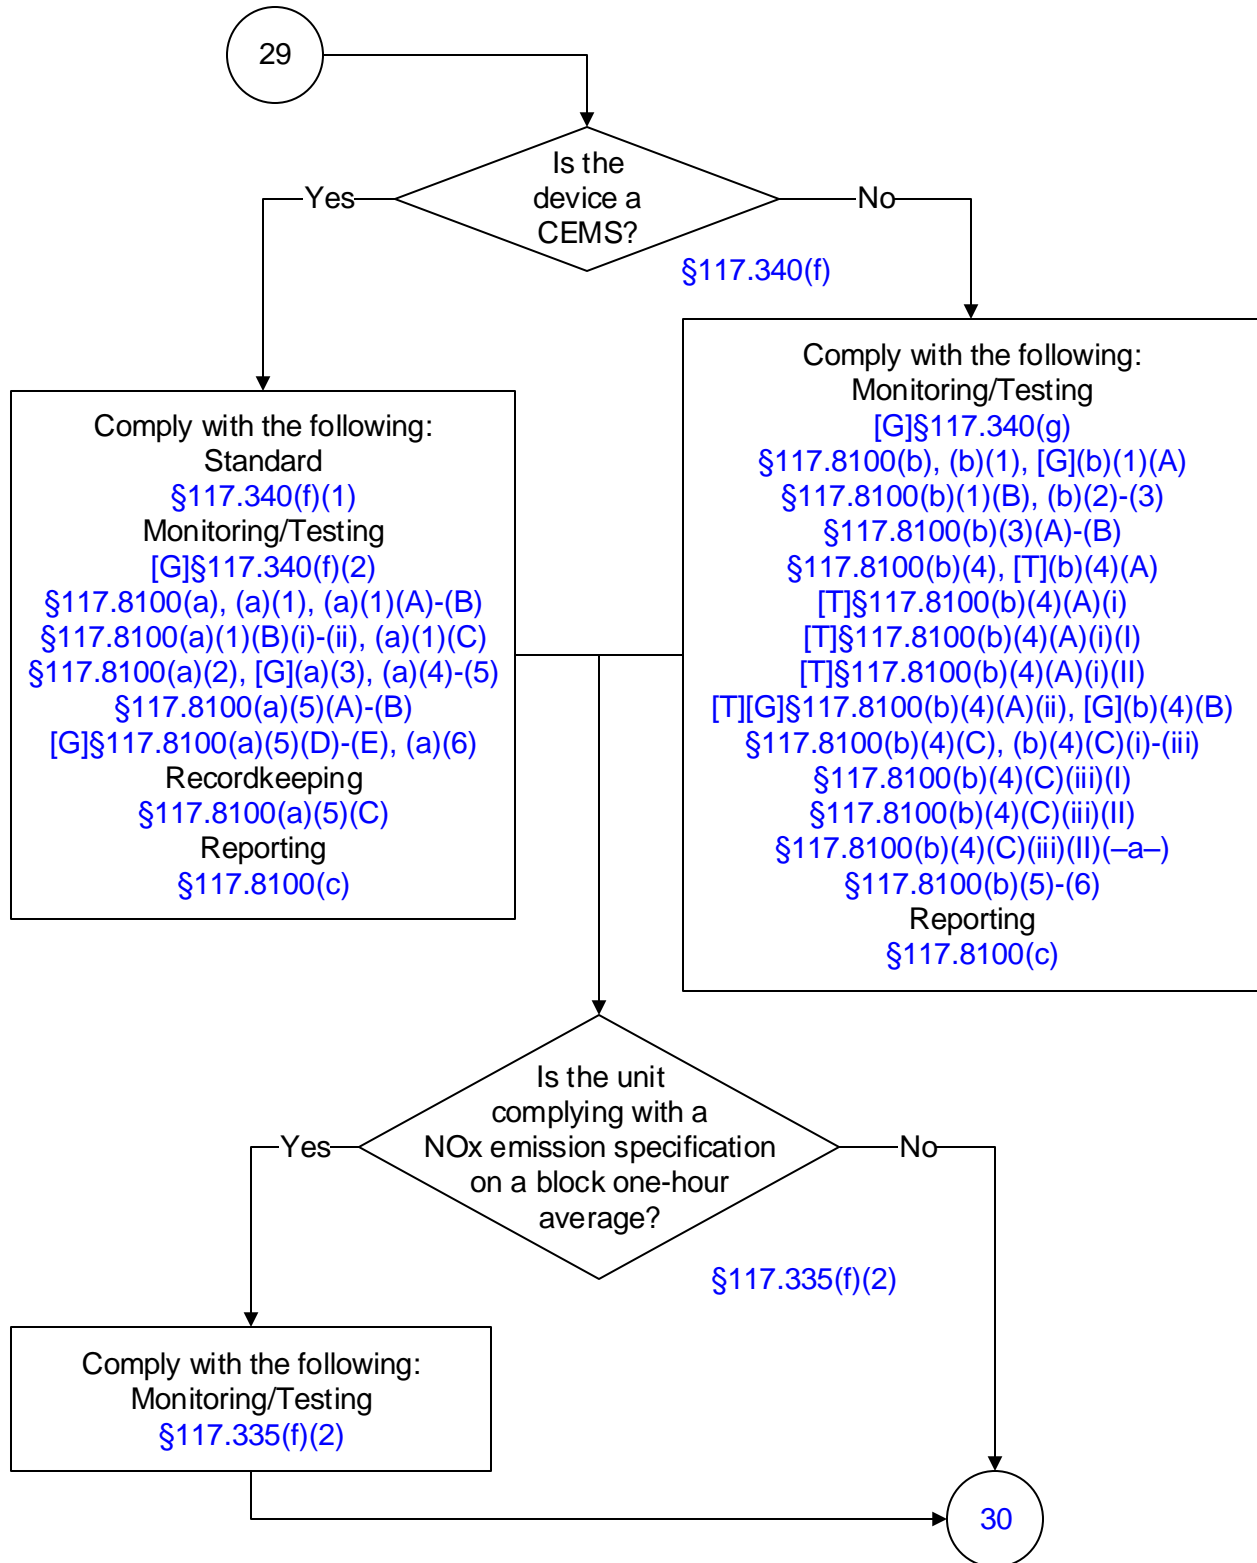 29
Is the
device a
CEMS?
Yes
No
§117.340(f)
Comply with the following:
Standard
§117.340(f)(1)
Monitoring/Testing
[G]§117.340(f)(2)
§117.8100(a), (a)(1), (a)(1)(A)-(B)
§117.8100(a)(1)(B)(i)-(ii), (a)(1)(C)
§117.8100(a)(2), [G](a)(3), (a)(4)-(5)
§117.8100(a)(5)(A)-(B)
[G]§117.8100(a)(5)(D)-(E), (a)(6)
Recordkeeping
§117.8100(a)(5)(C)
Reporting
§117.8100(c)
Comply with the following:
Monitoring/Testing
[G]§117.340(g)
§117.8100(b), (b)(1), [G](b)(1)(A)
§117.8100(b)(1)(B), (b)(2)-(3)
§117.8100(b)(3)(A)-(B)
§117.8100(b)(4), [T](b)(4)(A)
[T]§117.8100(b)(4)(A)(i)
[T]§117.8100(b)(4)(A)(i)(I)
[T]§117.8100(b)(4)(A)(i)(II)
[T][G]§117.8100(b)(4)(A)(ii), [G](b)(4)(B)
§117.8100(b)(4)(C), (b)(4)(C)(i)-(iii)
§117.8100(b)(4)(C)(iii)(I)
§117.8100(b)(4)(C)(iii)(II)
§117.8100(b)(4)(C)(iii)(II)(–a–)
§117.8100(b)(5)-(6)
Reporting
§117.8100(c)
Is the unit
complying with a
NOx emission specification
on a block one-hour
average?
Yes
No
§117.335(f)(2)
Comply with the following:
Monitoring/Testing
§117.335(f)(2)
30